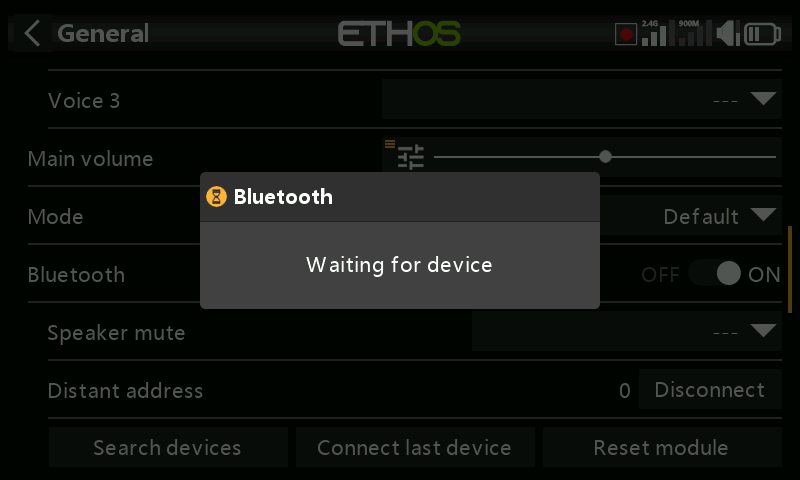 General
ETHOS
2.4G
900M
Voice 3
---
Main volume
Mode
Default
Bluetooth
OFF
ON
Bluetooth
Waiting for device
Speaker mute
---
Distant address
0
Disconnect
Search devices
Connect last device
Reset module